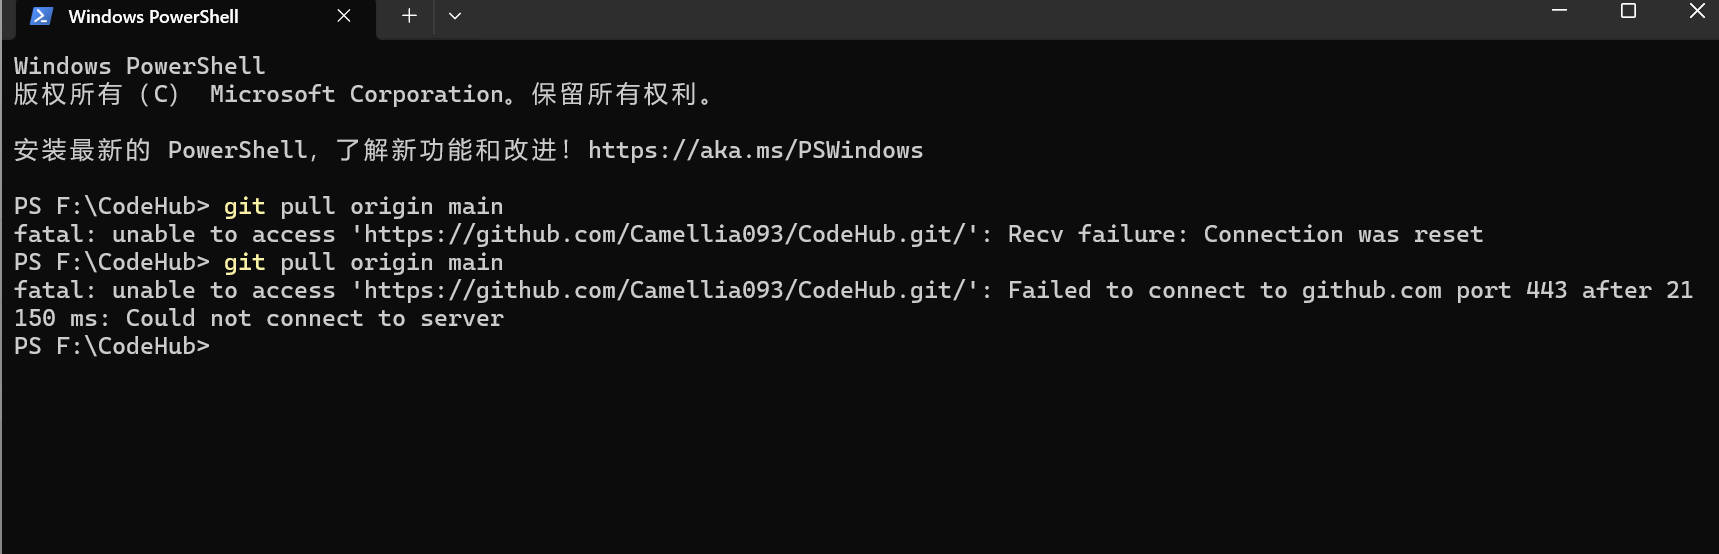 Windows PowerShell
Windows PowerShell
版权所有（C） Microsoft Corporation。保留所有权利。
安装最新的 PowerShell，了解新功能和改进！https://aka.ms/PSWindows
PS F:\CodeHub> git pull origin main
fatal: unable to access 'https://github.com/Camellia093/CodeHub.git/': Recv failure: Connection was reset
PS F:\CodeHub> git pull origin main
fatal: unable to access 'https://github.com/Camellia093/CodeHub.git/': Failed to connect to github.com port 443 after 21
150 ms: Could not connect to server
PS F:\CodeHub>